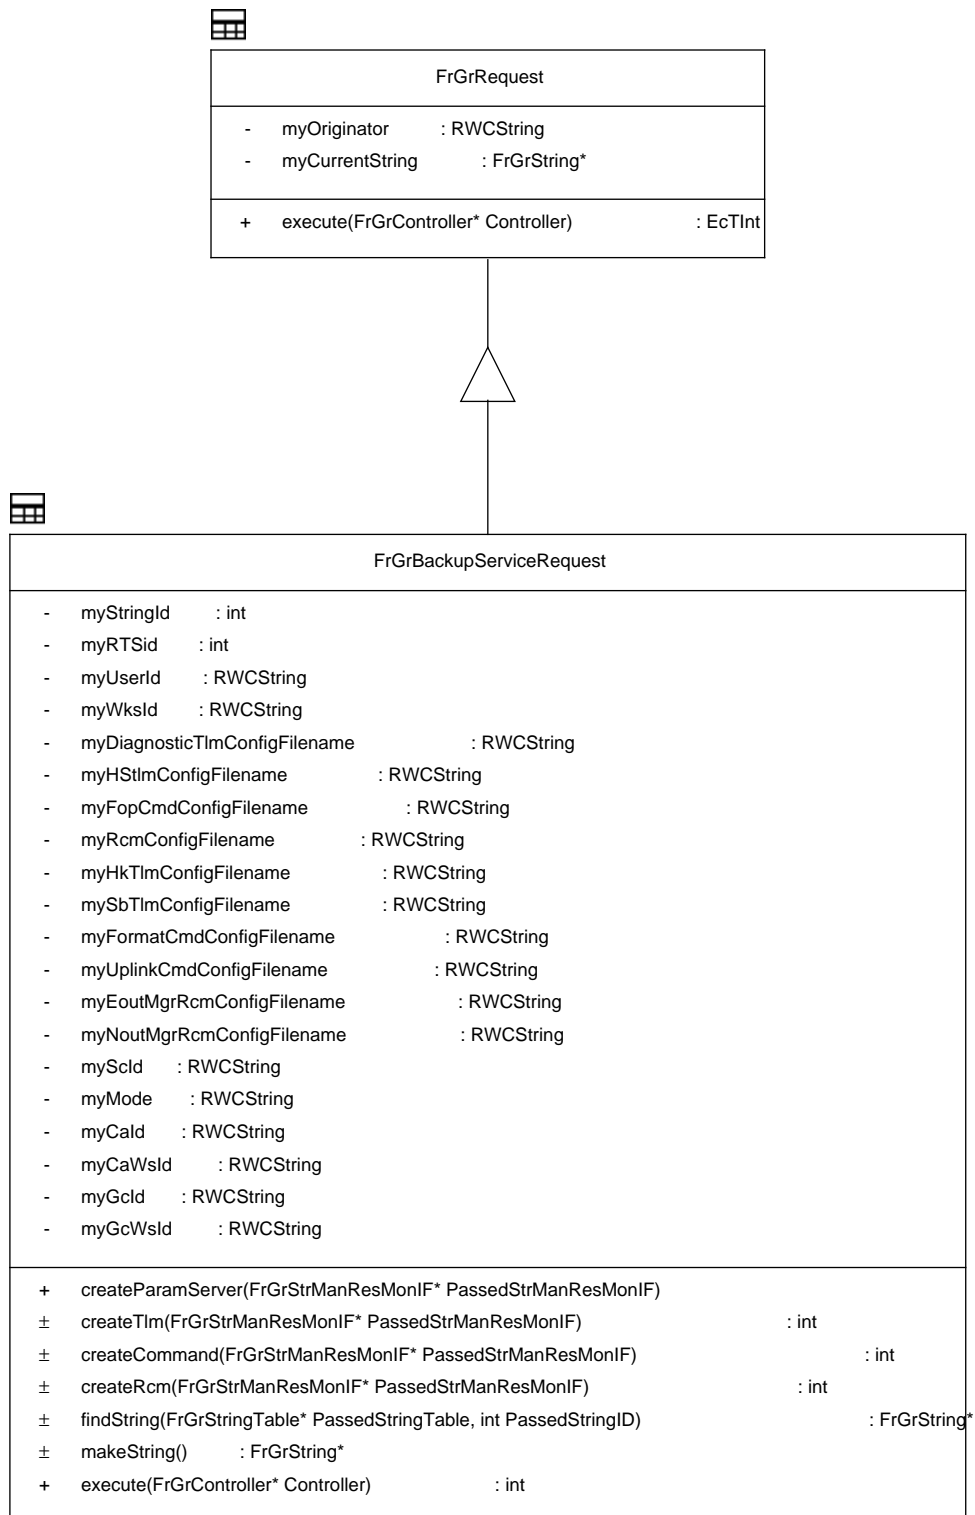 FrGrRequest
- myOriginator : RWCString
- myCurrentString : FrGrString*
+ execute(FrGrController* Controller) : EcTInt
FrGrBackupServiceRequest
- myStringId : int
- myRTSid : int
- myUserId : RWCString
- myWksId : RWCString
- myDiagnosticTlmConfigFilename : RWCString
- myHStlmConfigFilename : RWCString
- myFopCmdConfigFilename : RWCString
- myRcmConfigFilename : RWCString
- myHkTlmConfigFilename : RWCString
- mySbTlmConfigFilename : RWCString
- myFormatCmdConfigFilename : RWCString
- myUplinkCmdConfigFilename : RWCString
- myEoutMgrRcmConfigFilename : RWCString
- myNoutMgrRcmConfigFilename : RWCString
- myScId : RWCString
- myMode : RWCString
- myCaId : RWCString
- myCaWsId : RWCString
- myGcId : RWCString
- myGcWsId : RWCString
+ createParamServer(FrGrStrManResMonIF* PassedStrManResMonIF)
± createTlm(FrGrStrManResMonIF* PassedStrManResMonIF) : int
± createCommand(FrGrStrManResMonIF* PassedStrManResMonIF) : int
± createRcm(FrGrStrManResMonIF* PassedStrManResMonIF) : int
± findString(FrGrStringTable* PassedStringTable, int PassedStringID) : FrGrString*
± makeString() : FrGrString*
+ execute(FrGrController* Controller) : int